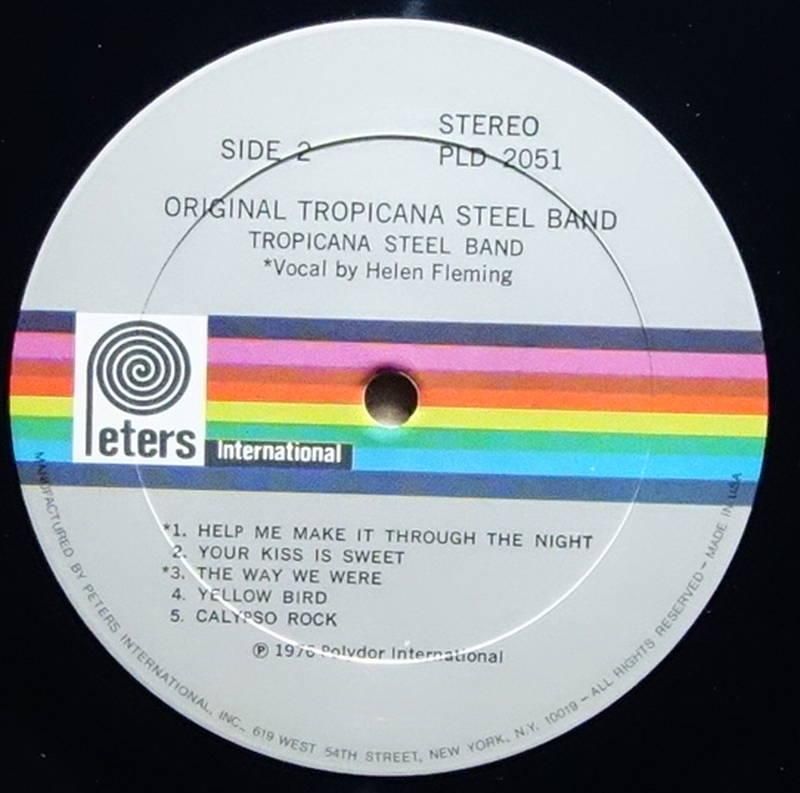 STEREO
SIDE 2 PLD 2051
ORIGINAL TROPICANA STEEL BAND
TROPICANA STEEL BAND
*Vocal by Helen Fleming
Peters
International
*1. HELP ME MAKE IT THROUGH THE NIGHT
2. YOUR KISS IS SWEET
*3. THE WAY WE WERE
4. YELLOW BIRD
5. CALYPSO ROCK
℗ 1976 Polydor International
MANUFACTURED BY PETERS INTERNATIONAL, INC., 619 WEST 54TH STREET, NEW YORK, N.Y. 10019 – ALL RIGHTS RESERVED – MADE IN USA